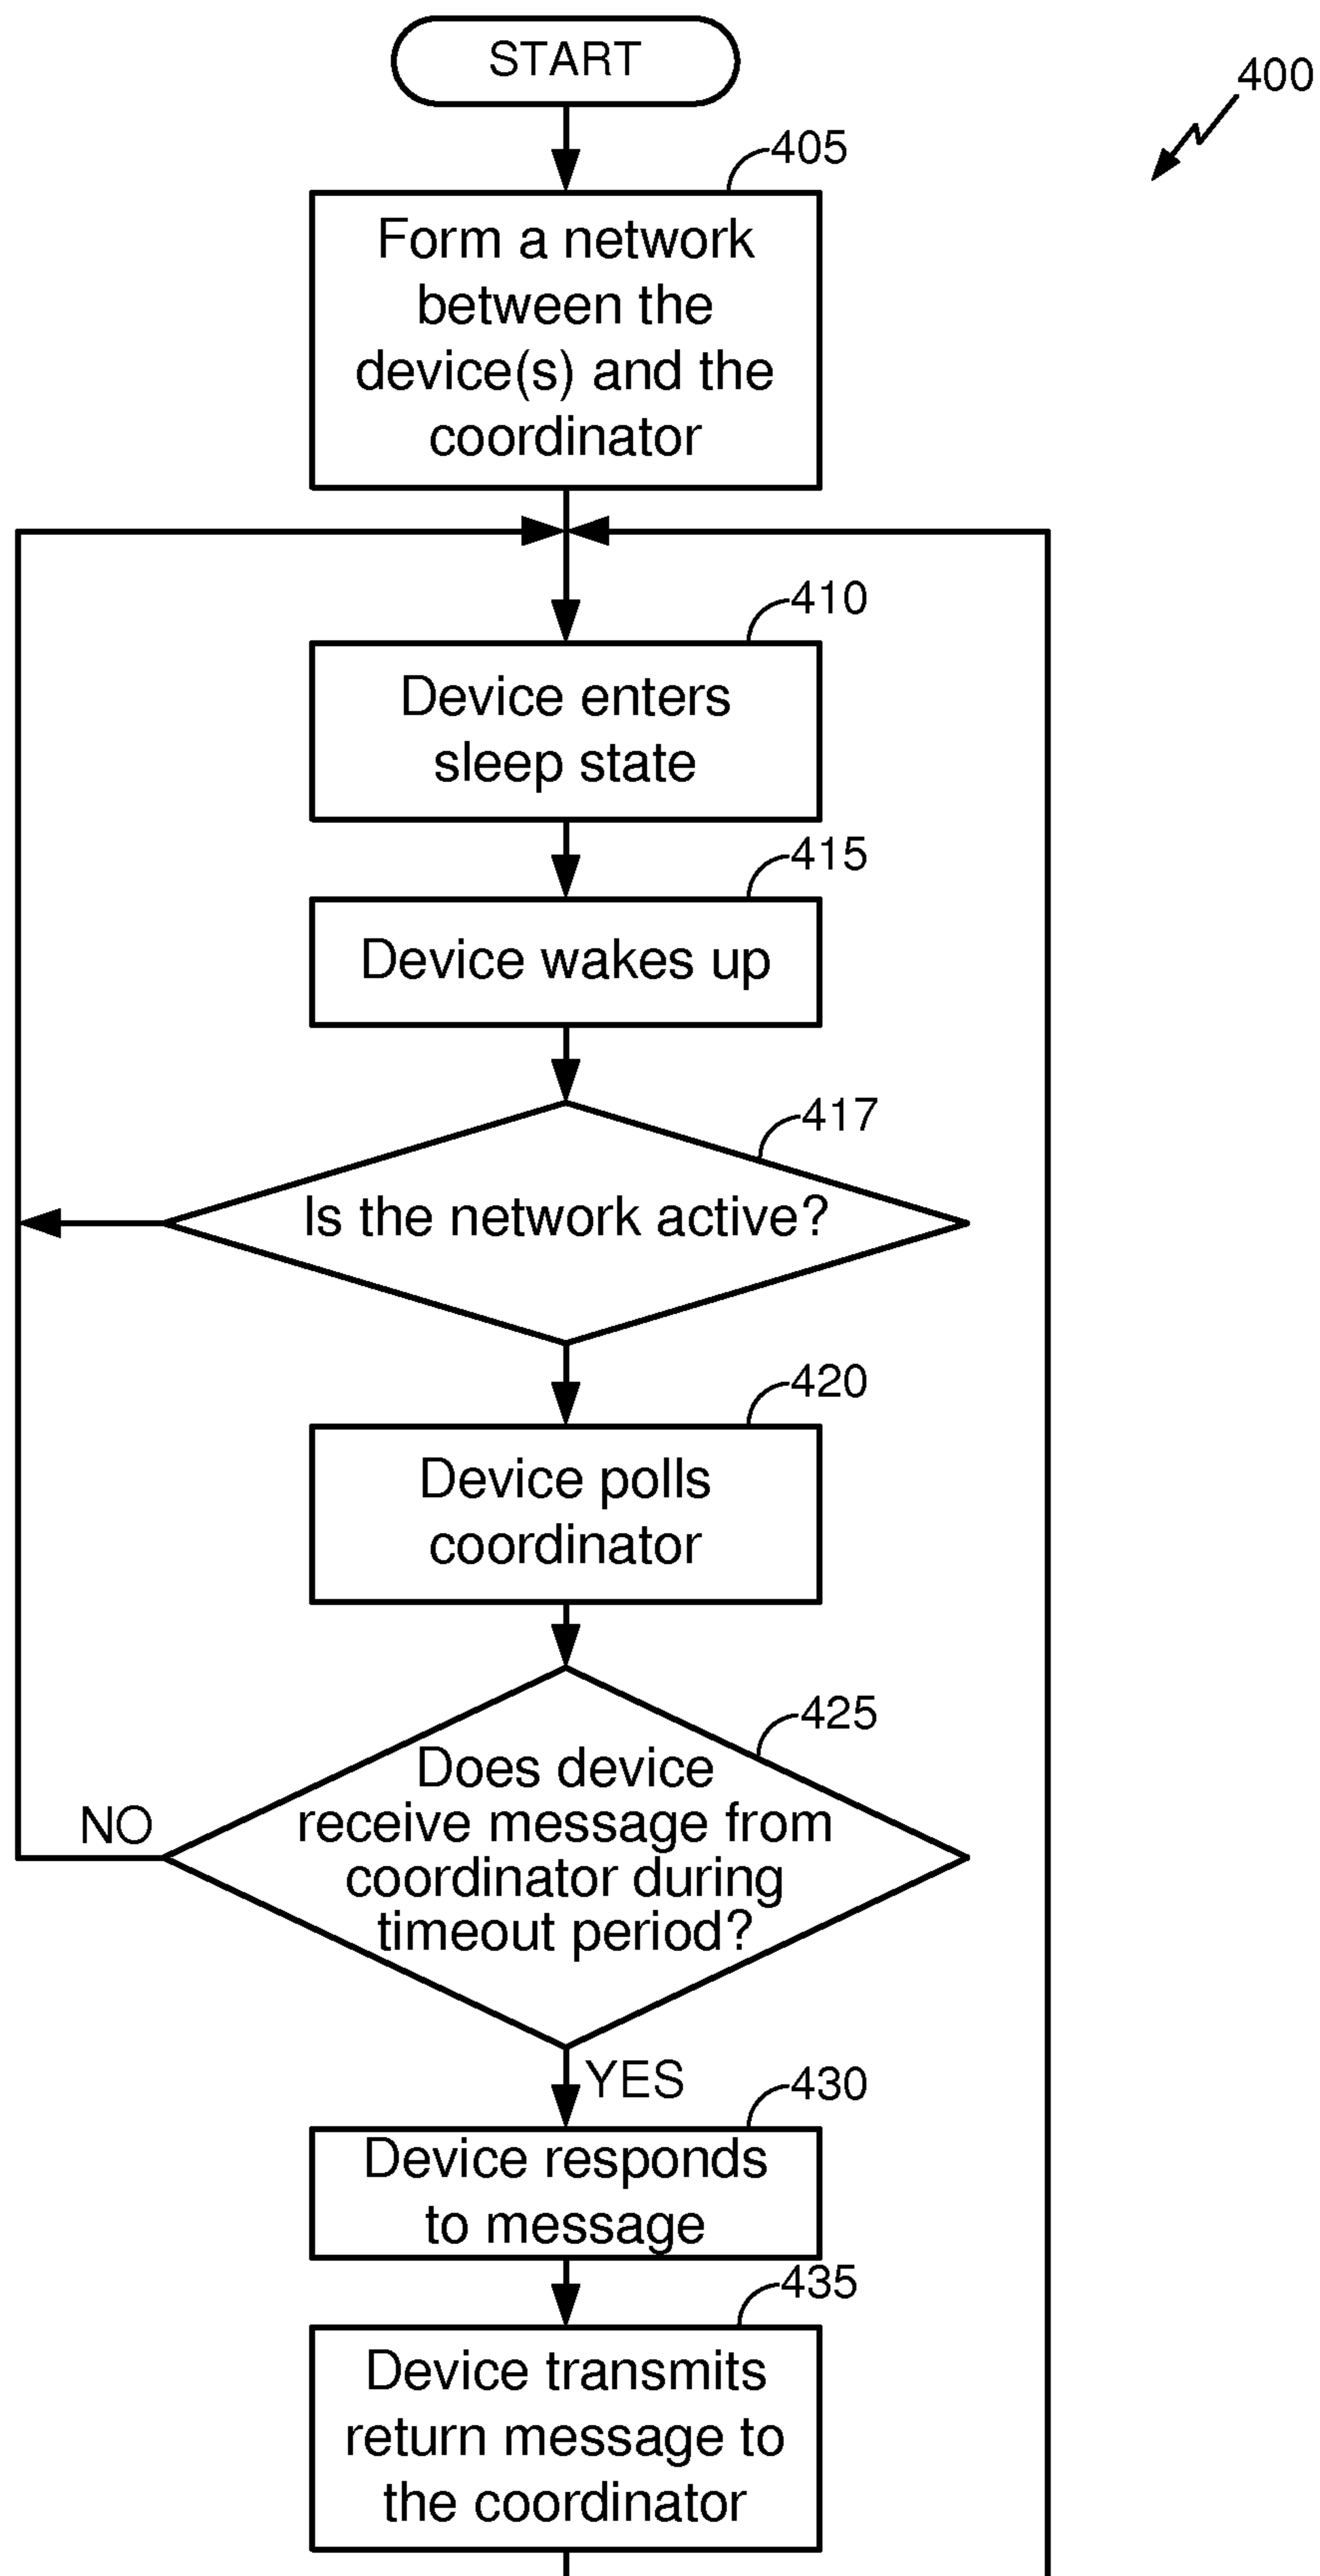 START
400
405
Form a network
between the
device(s) and the
coordinator
410
Device enters
sleep state
415
Device wakes up
417
Is the network active?
420
Device polls
coordinator
425
Does device
receive message from
coordinator during
timeout period?
NO
YES
430
Device responds
to message
435
Device transmits
return message to
the coordinator